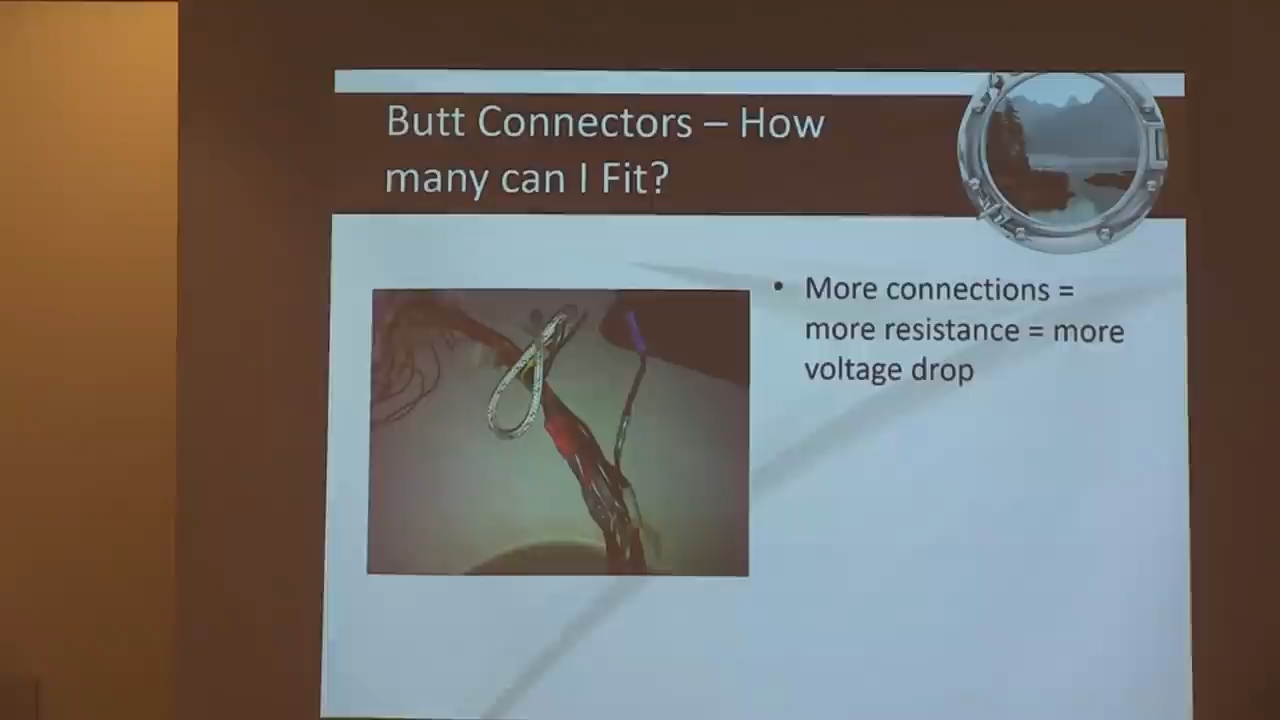 Butt Connectors – How
many can I Fit?
• More connections =
more resistance = more
voltage drop